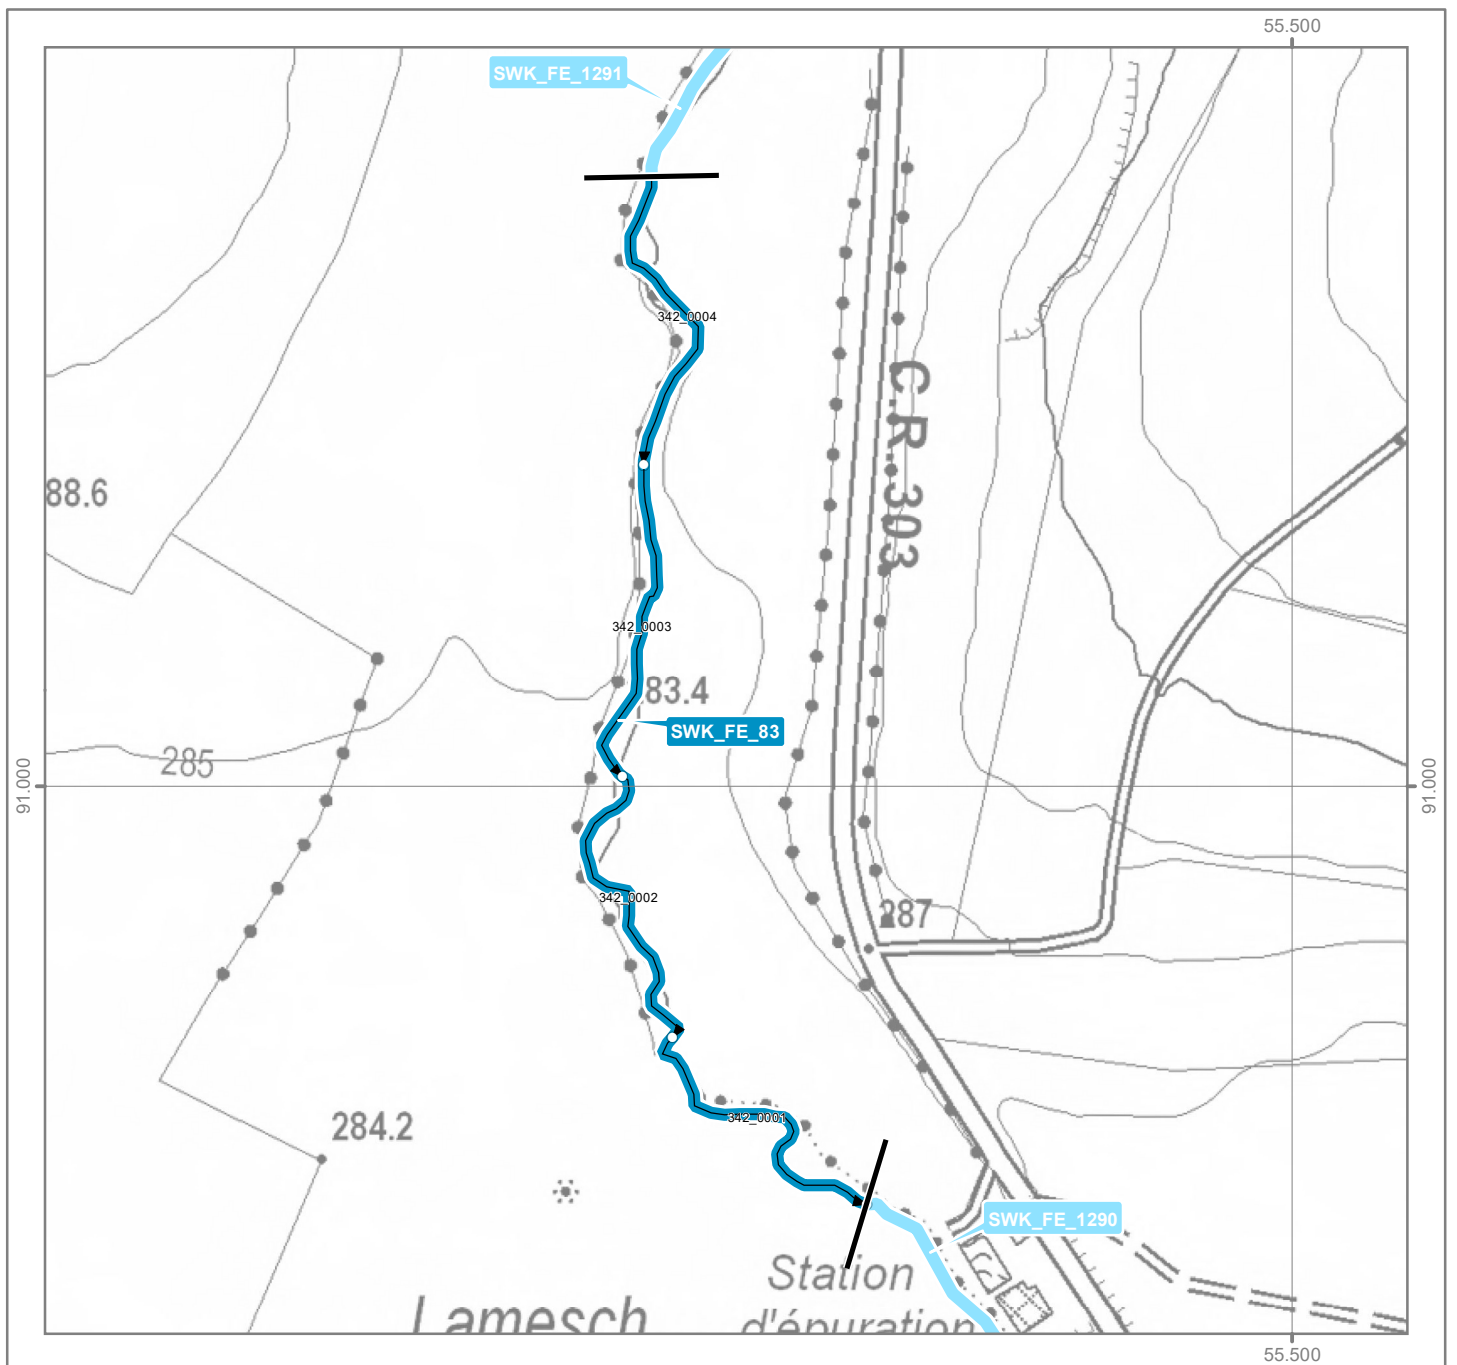 55.500
SWK_FE_1291
342_0004
C.R. 303
88.6
342_0003
83.4
SWK_FE_83
285
91.000
91.000
342_0002
287
342_0001
284.2
SWK_FE_1290
Station
d'épuration
Lamesch
55.500